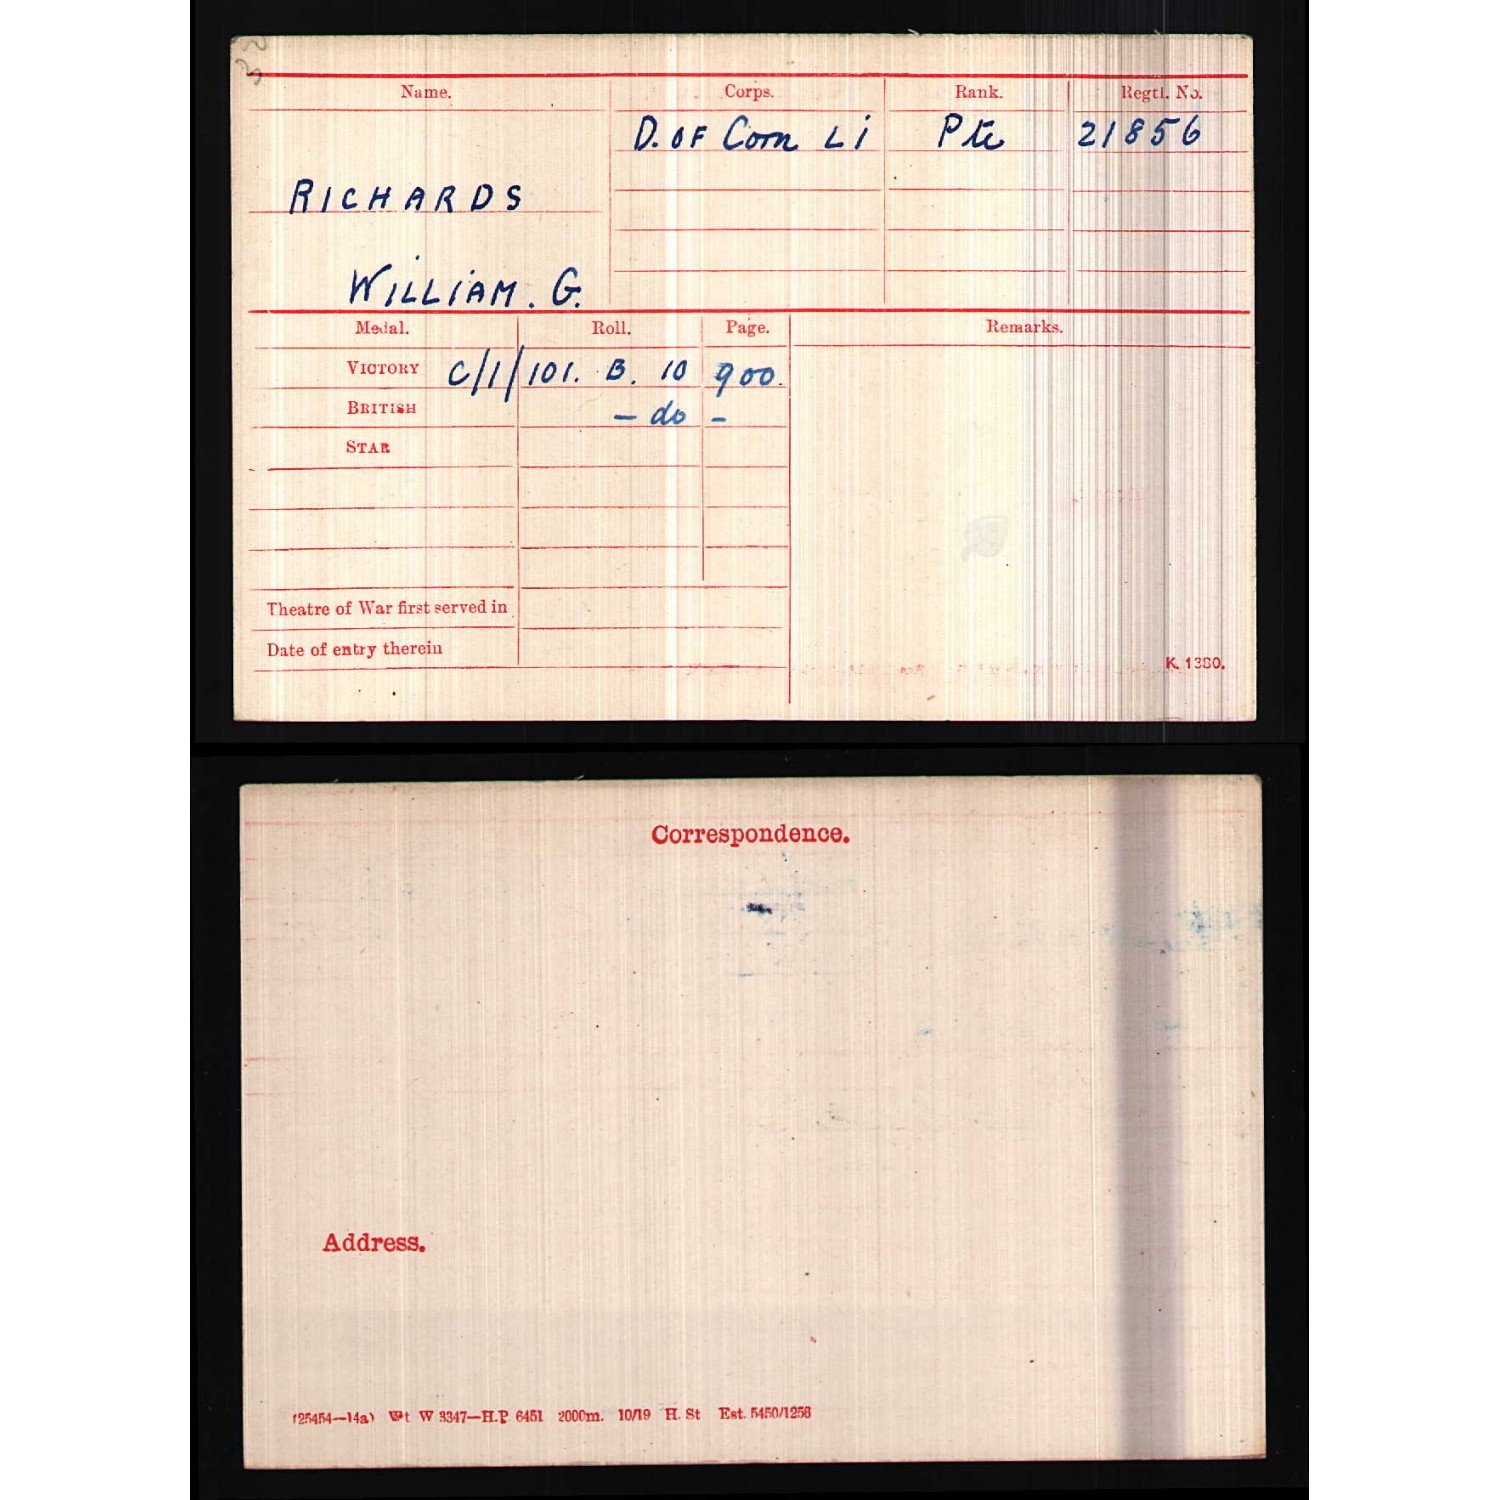 32
Name. Corps. Rank. Regtl. No.
D. OF Corn LI Pte 21856
RICHARDS
WILLIAM. G.
Medal. Roll. Page. Remarks.
VICTORY C/1/101. B. 10 900.
BRITISH – do –
STAR
Theatre of War first served in
Date of entry therein
K. 1380.
Correspondence.
Address.
(25454—14a) Wt W 3347—H.P. 6451 2000m. 10/19 H. St Est. 5450/1256